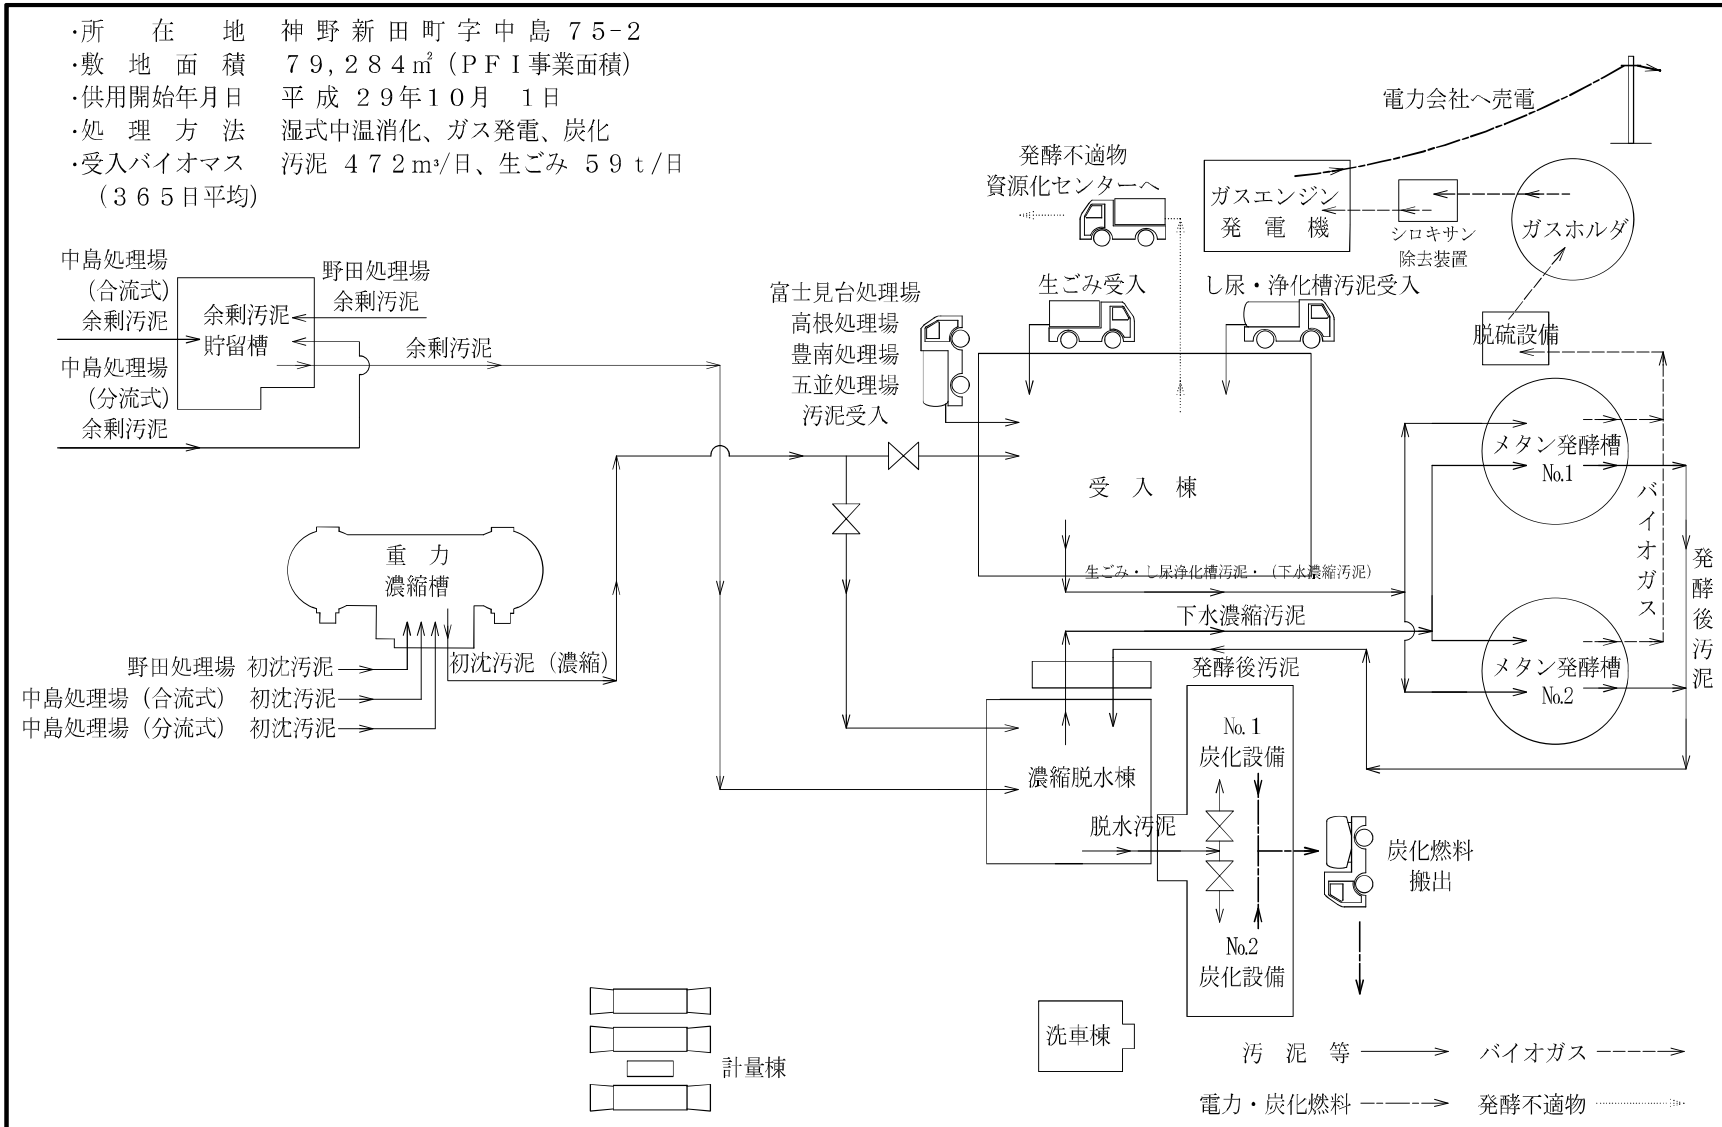 ・所在地 神野新田町字中島75-2
・敷地面積 79,284㎡(PFI事業面積)
・供用開始年月日 平成29年10月 1日
・処理方法 湿式中温消化、ガス発電、炭化
・受入バイオマス 汚泥 472m³/日、生ごみ 59t/日
(365日平均)
電力会社へ売電
発酵不適物
資源化センターへ
ガスエンジン
発電機
シロキサン
除去装置
ガスホルダ
中島処理場
(合流式)
余剰汚泥
野田処理場
余剰汚泥
余剰汚泥
貯留槽
余剰汚泥
中島処理場
(分流式)
余剰汚泥
富士見台処理場
高根処理場
豊南処理場
五並処理場
汚泥受入
生ごみ受入
し尿・浄化槽汚泥受入
脱硫設備
受入棟
メタン発酵槽
No.1
バイオガス
発酵後汚泥
重力
濃縮槽
生ごみ・し尿浄化槽汚泥・(下水濃縮汚泥)
下水濃縮汚泥
発酵後汚泥
メタン発酵槽
No.2
野田処理場 初沈汚泥
中島処理場(合流式) 初沈汚泥
中島処理場(分流式) 初沈汚泥
初沈汚泥(濃縮)
No.1
炭化設備
濃縮脱水棟
脱水汚泥
炭化燃料
搬出
No.2
炭化設備
計量棟
洗車棟
汚泥等
バイオガス
電力・炭化燃料
発酵不適物